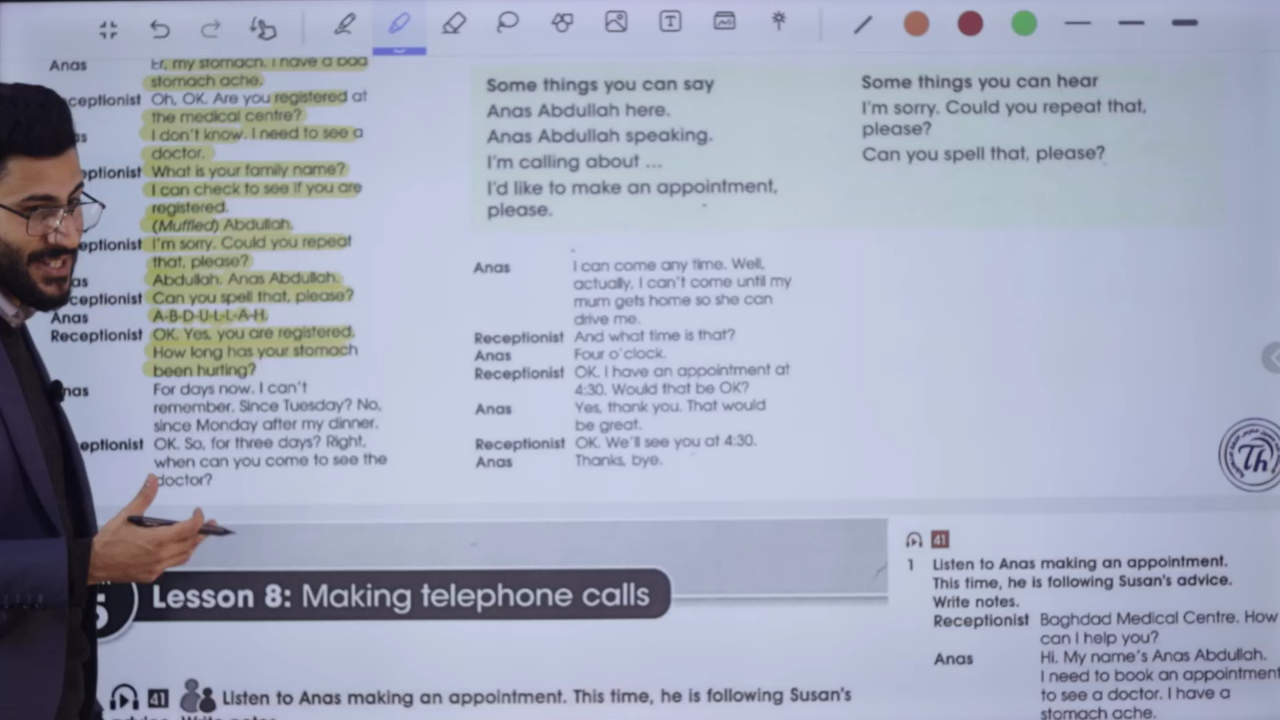 Anas Er, my stomach. I have a bad
stomach ache.
ceptionist Oh, OK. Are you registered at
the medical centre?
s I don't know. I need to see a
doctor.
ptionist What is your family name?
I can check to see if you are
registered.
(Muffled) Abdullah.
eptionist I'm sorry. Could you repeat
that, please?
as Abdullah. Anas Abdullah.
ceptionist Can you spell that, please?
Anas A-B-D-U-L-L-A-H.
Receptionist OK. Yes, you are registered.
How long has your stomach
been hurting?
nas For days now. I can't
remember. Since Tuesday? No,
since Monday after my dinner.
eptionist OK. So, for three days? Right,
when can you come to see the
doctor?
Some things you can say
Anas Abdullah here.
Anas Abdullah speaking.
I'm calling about ...
I'd like to make an appointment,
please.
Some things you can hear
I'm sorry. Could you repeat that,
please?
Can you spell that, please?
Anas I can come any time. Well,
actually, I can't come until my
mum gets home so she can
drive me.
Receptionist And what time is that?
Anas Four o'clock.
Receptionist OK. I have an appointment at
4:30. Would that be OK?
Anas Yes, thank you. That would
be great.
Receptionist OK. We'll see you at 4:30.
Anas Thanks, bye.
Th
5 Lesson 8: Making telephone calls
41 Listen to Anas making an appointment. This time, he is following Susan's
41
1 Listen to Anas making an appointment.
This time, he is following Susan's advice.
Write notes.
Receptionist Baghdad Medical Centre. How
can I help you?
Anas Hi. My name's Anas Abdullah.
I need to book an appointment
to see a doctor. I have a
stomach ache.